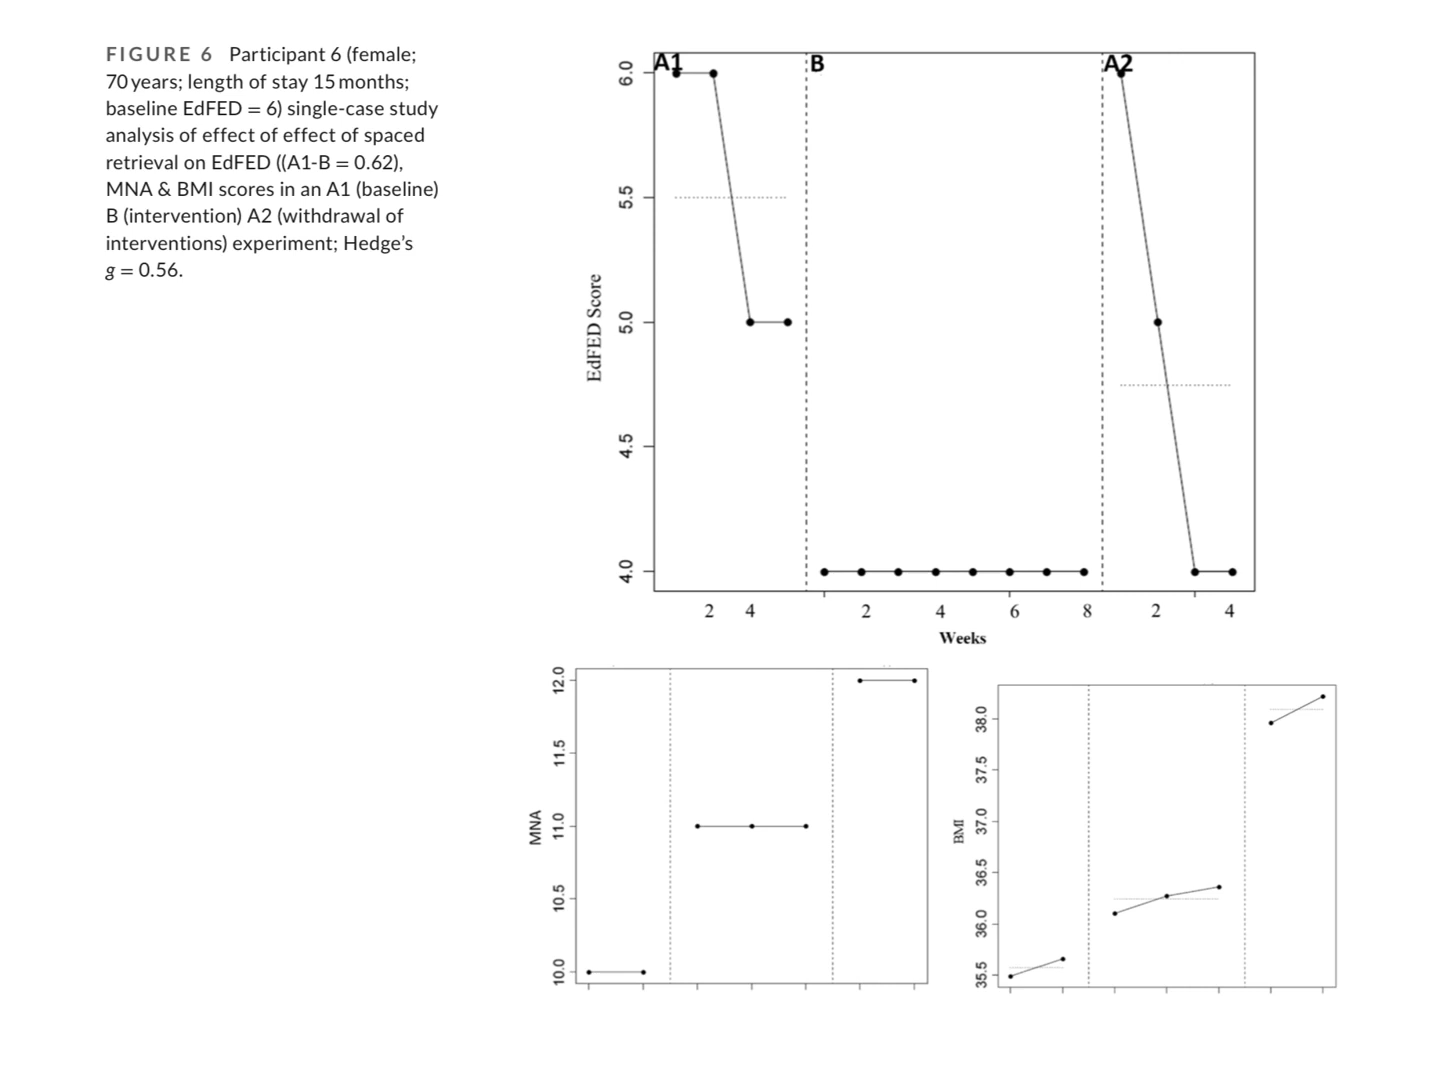 FIGURE 6 Participant 6 (female;
70 years; length of stay 15 months;
baseline EdFED = 6) single-case study
analysis of effect of effect of spaced
retrieval on EdFED ((A1-B = 0.62),
MNA & BMI scores in an A1 (baseline)
B (intervention) A2 (withdrawal of
interventions) experiment; Hedge's
g = 0.56.
A1 B A2
6.0
5.5
5.0
4.5
4.0
EdFED Score
2 4 2 4 6 8 2 4
Weeks
12.0
11.5
11.0
10.5
10.0
MNA
38.0
37.5
37.0
36.5
36.0
35.5
BMI